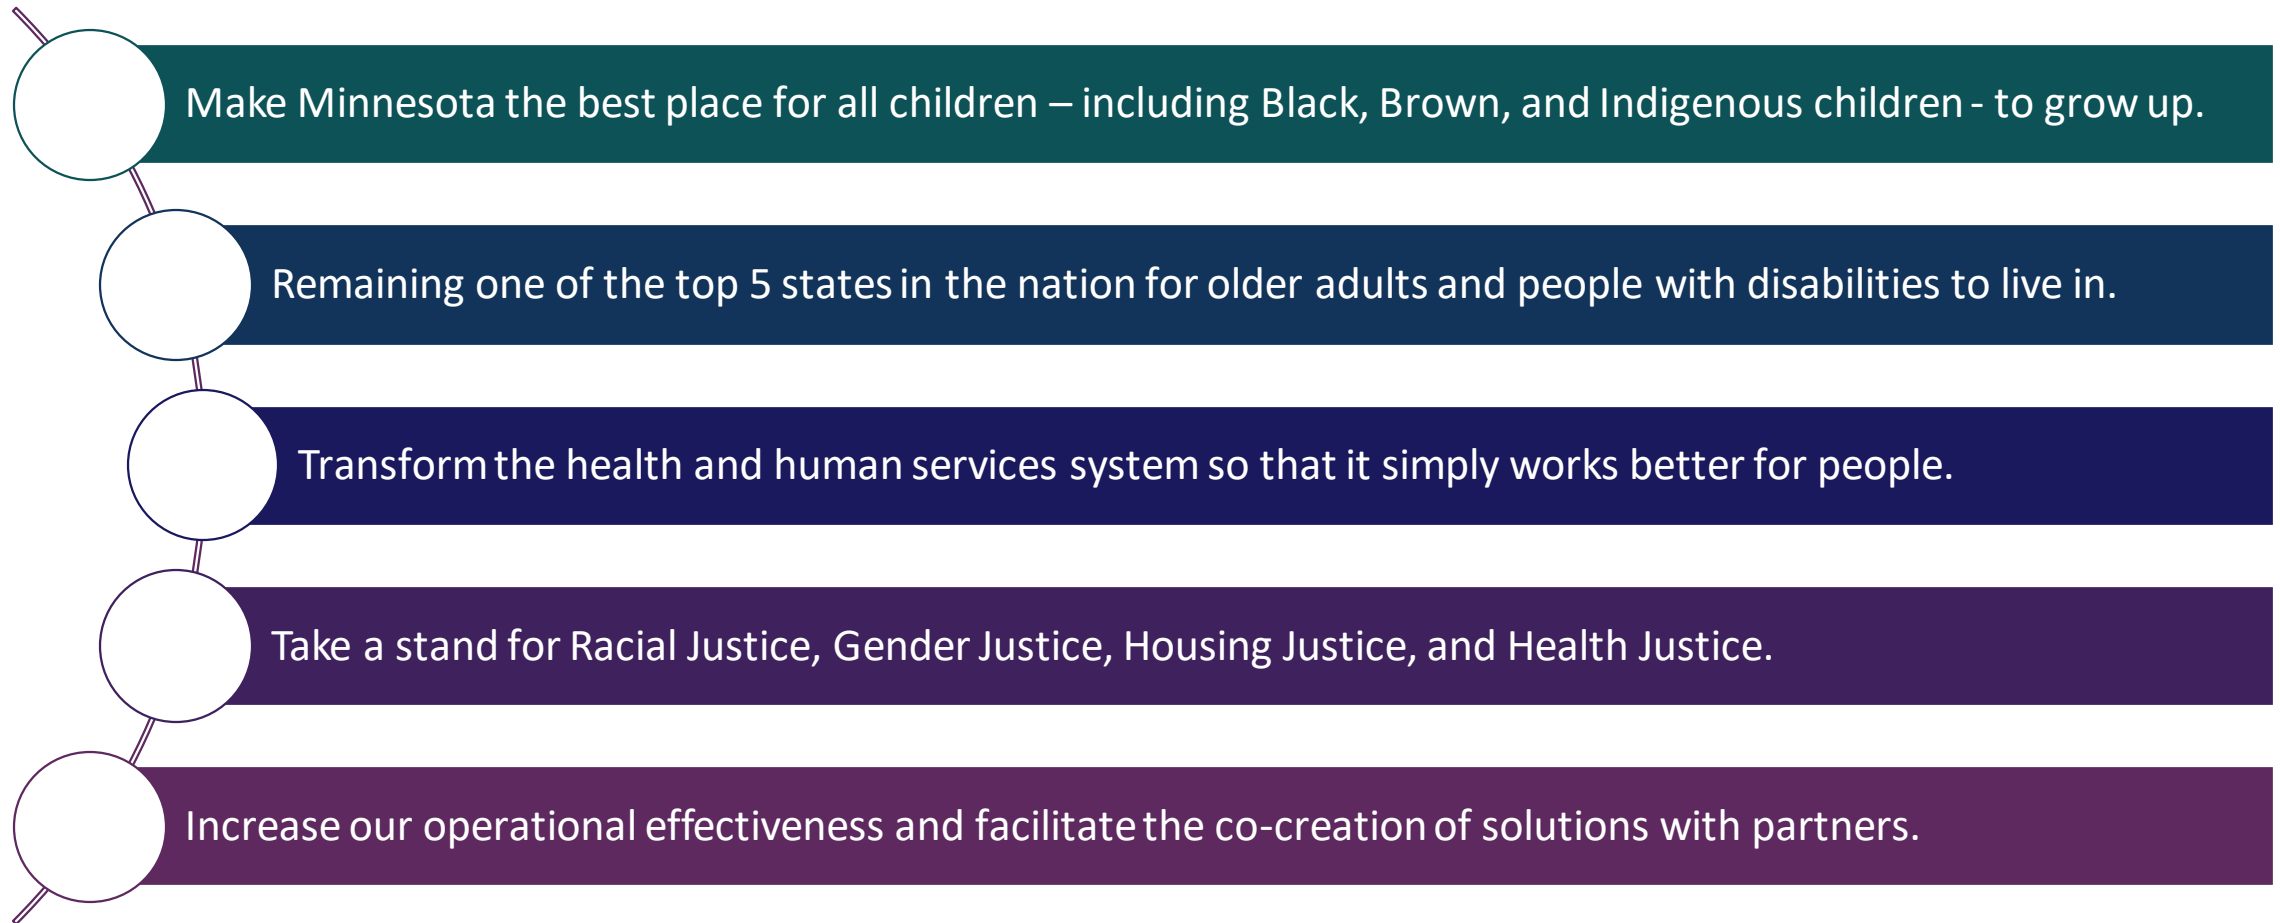 Make Minnesota the best place for all children – including Black, Brown, and Indigenous children - to grow up.
Remaining one of the top 5 states in the nation for older adults and people with disabilities to live in.
Transform the health and human services system so that it simply works better for people.
Take a stand for Racial Justice, Gender Justice, Housing Justice, and Health Justice.
Increase our operational effectiveness and facilitate the co-creation of solutions with partners.